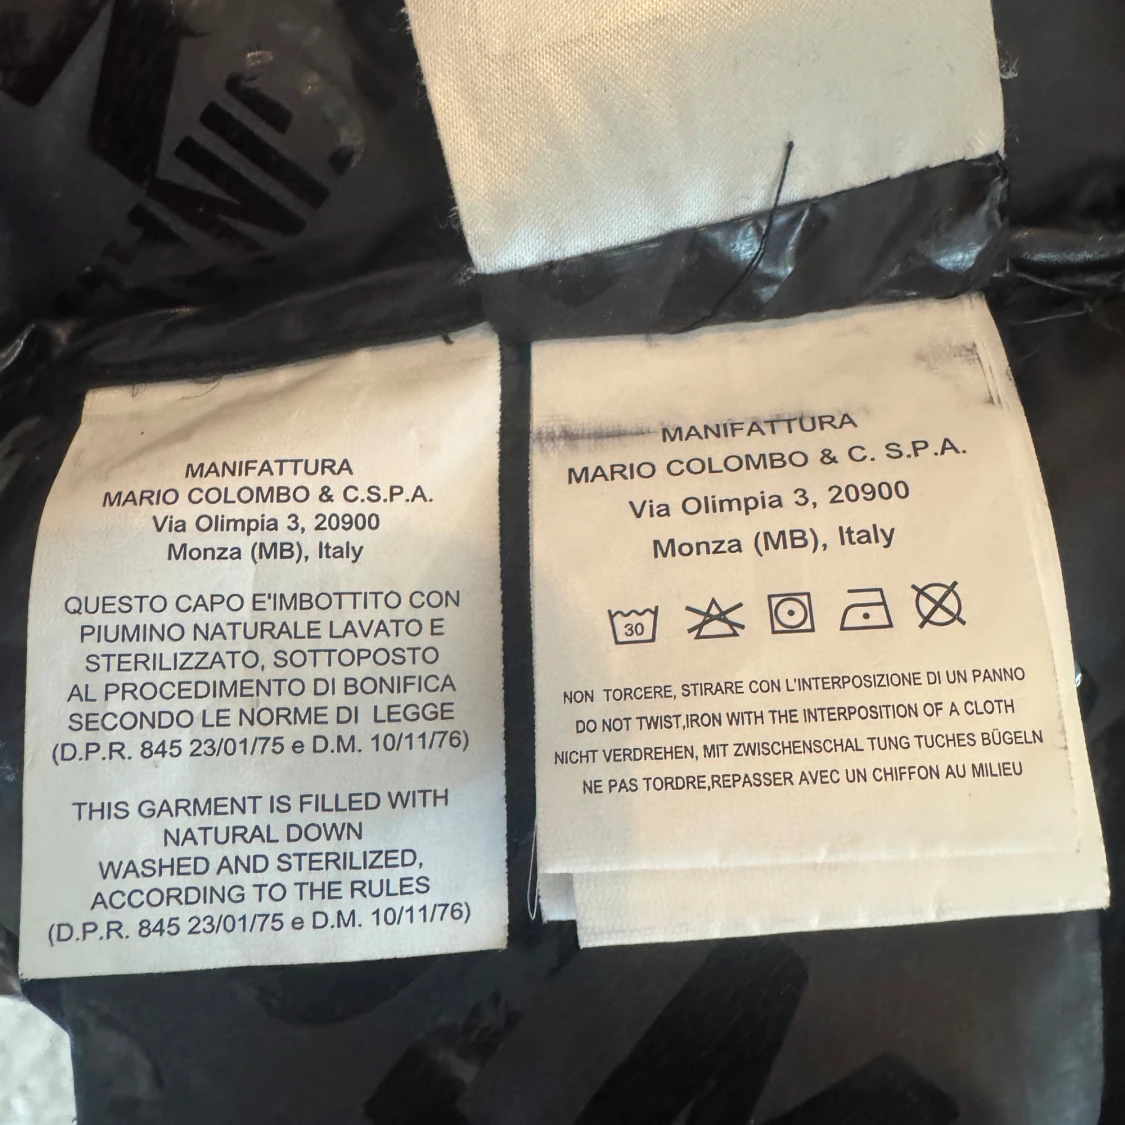 MANIFATTURA
MARIO COLOMBO & C.S.P.A.
Via Olimpia 3, 20900
Monza (MB), Italy
QUESTO CAPO E'IMBOTTITO CON
PIUMINO NATURALE LAVATO E
STERILIZZATO, SOTTOPOSTO
AL PROCEDIMENTO DI BONIFICA
SECONDO LE NORME DI LEGGE
(D.P.R. 845 23/01/75 e D.M. 10/11/76)
THIS GARMENT IS FILLED WITH
NATURAL DOWN
WASHED AND STERILIZED,
ACCORDING TO THE RULES
(D.P.R. 845 23/01/75 e D.M. 10/11/76)
MANIFATTURA
MARIO COLOMBO & C. S.P.A.
Via Olimpia 3, 20900
Monza (MB), Italy
30
NON TORCERE, STIRARE CON L'INTERPOSIZIONE DI UN PANNO
DO NOT TWIST,IRON WITH THE INTERPOSITION OF A CLOTH
NICHT VERDREHEN, MIT ZWISCHENSCHAL TUNG TUCHES BÜGELN
NE PAS TORDRE,REPASSER AVEC UN CHIFFON AU MILIEU